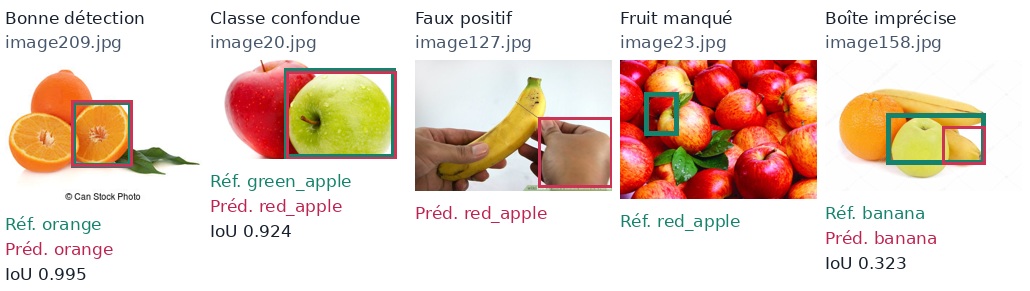 Bonne détection
image209.jpg
© Can Stock Photo
Réf. orange
Préd. orange
IoU 0.995
Classe confondue
image20.jpg
Réf. green_apple
Préd. red_apple
IoU 0.924
Faux positif
image127.jpg
Préd. red_apple
Fruit manqué
image23.jpg
Réf. red_apple
Boîte imprécise
image158.jpg
Réf. banana
Préd. banana
IoU 0.323